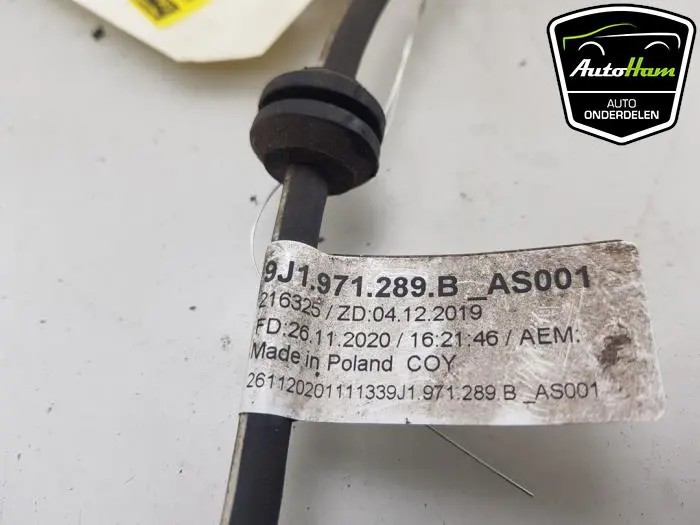 AutoHam
AUTO
ONDERDELEN
9J1.971.289.B _AS001
216325 / ZD:04.12.2019
FD:26.11.2020 / 16:21:46 / AEM:
Made in Poland COY
261120201111339J1.971.289.B _AS001